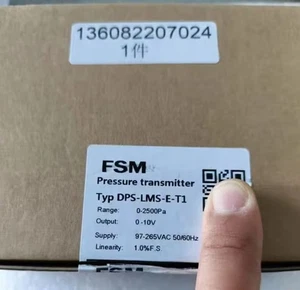 136082207024
1件
FSM
Pressure transmitter
Typ DPS-LMS-E-T1
Range: 0-2500Pa
Output: 0 -10V
Supply: 97-265VAC 50/60Hz
Linearity: 1.0%F.S.
FSM